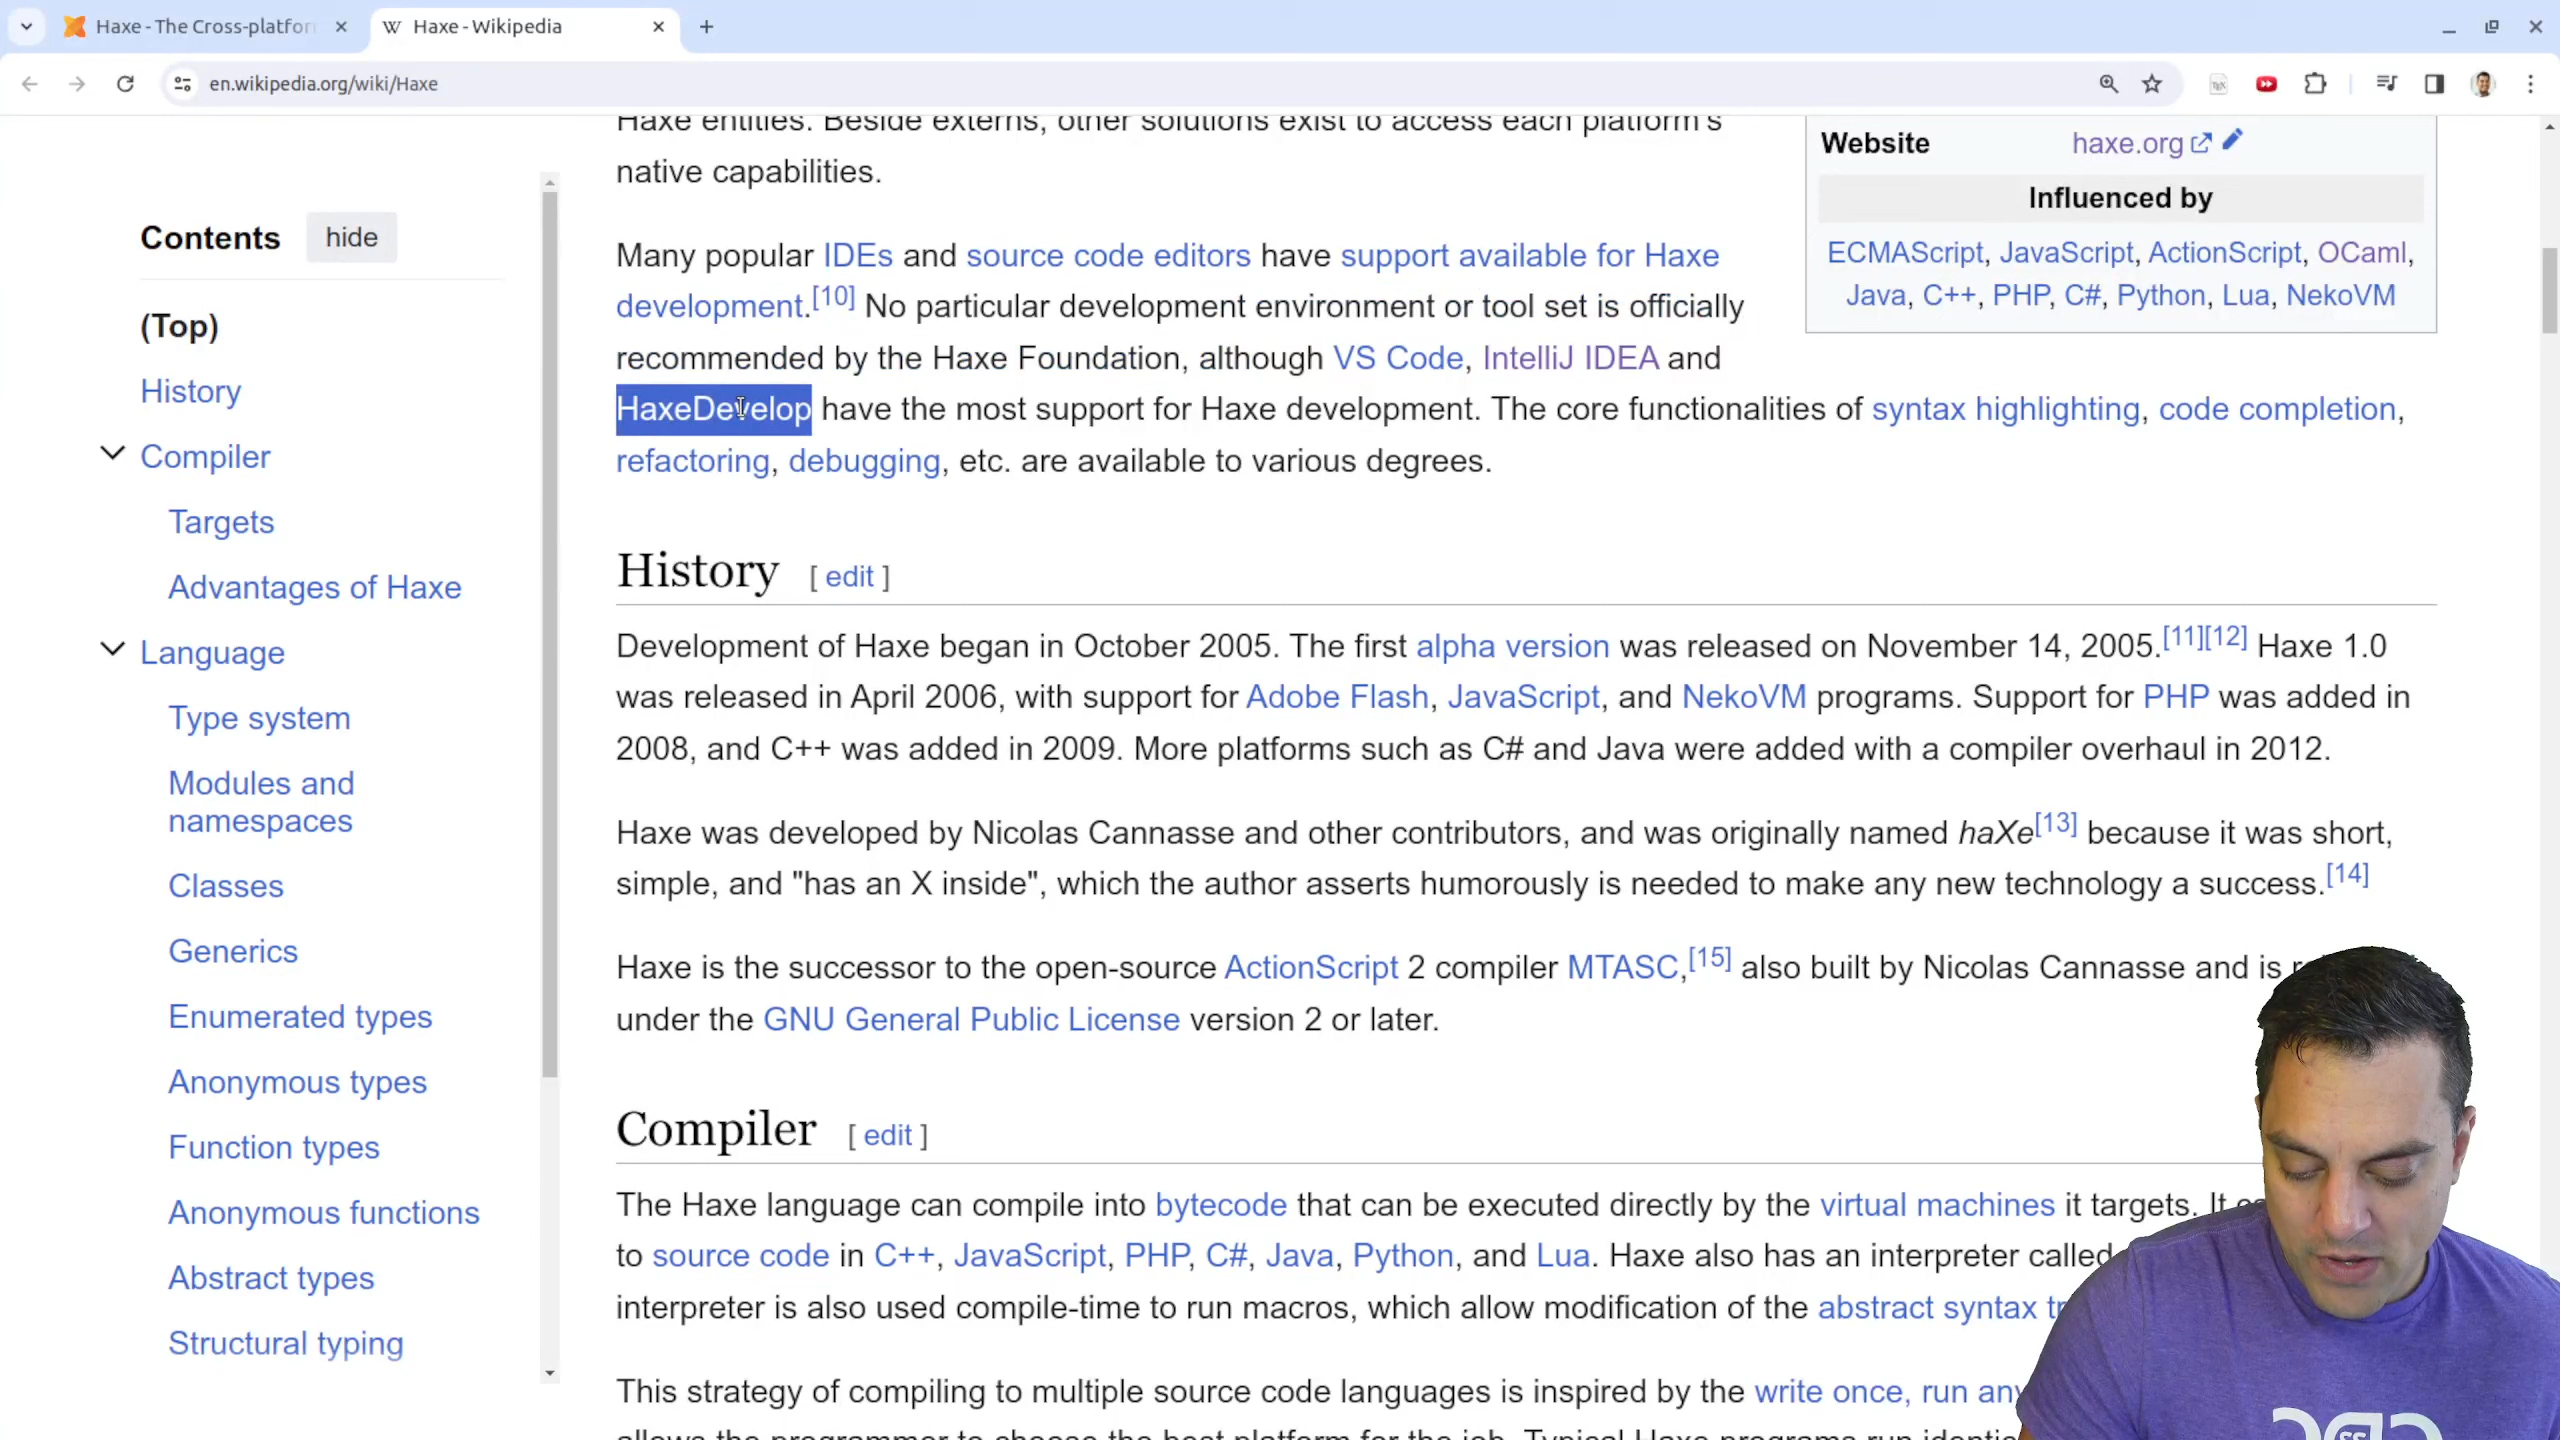 Haxe - The Cross-platfor
Haxe - Wikipedia
en.wikipedia.org/wiki/Haxe
Contents hide
(Top)
History
Compiler
Targets
Advantages of Haxe
Language
Type system
Modules and
namespaces
Classes
Generics
Enumerated types
Anonymous types
Function types
Anonymous functions
Abstract types
Structural typing
Haxe entities. Beside externs, other solutions exist to access each platform's
native capabilities.
Many popular IDEs and source code editors have support available for Haxe
development.[10] No particular development environment or tool set is officially
recommended by the Haxe Foundation, although VS Code, IntelliJ IDEA and
HaxeDevelop have the most support for Haxe development. The core functionalities of syntax highlighting, code completion,
refactoring, debugging, etc. are available to various degrees.
Website haxe.org
Influenced by
ECMAScript, JavaScript, ActionScript, OCaml,
Java, C++, PHP, C#, Python, Lua, NekoVM
History [ edit ]
Development of Haxe began in October 2005. The first alpha version was released on November 14, 2005.[11][12] Haxe 1.0
was released in April 2006, with support for Adobe Flash, JavaScript, and NekoVM programs. Support for PHP was added in
2008, and C++ was added in 2009. More platforms such as C# and Java were added with a compiler overhaul in 2012.
Haxe was developed by Nicolas Cannasse and other contributors, and was originally named haXe[13] because it was short,
simple, and "has an X inside", which the author asserts humorously is needed to make any new technology a success.[14]
Haxe is the successor to the open-source ActionScript 2 compiler MTASC,[15] also built by Nicolas Cannasse and is
under the GNU General Public License version 2 or later.
Compiler [ edit ]
The Haxe language can compile into bytecode that can be executed directly by the virtual machines it targets. It
to source code in C++, JavaScript, PHP, C#, Java, Python, and Lua. Haxe also has an interpreter called
interpreter is also used compile-time to run macros, which allow modification of the abstract syntax
This strategy of compiling to multiple source code languages is inspired by the write once, run
allows the programmer to choose the best platform for the job. Typical Haxe programs run